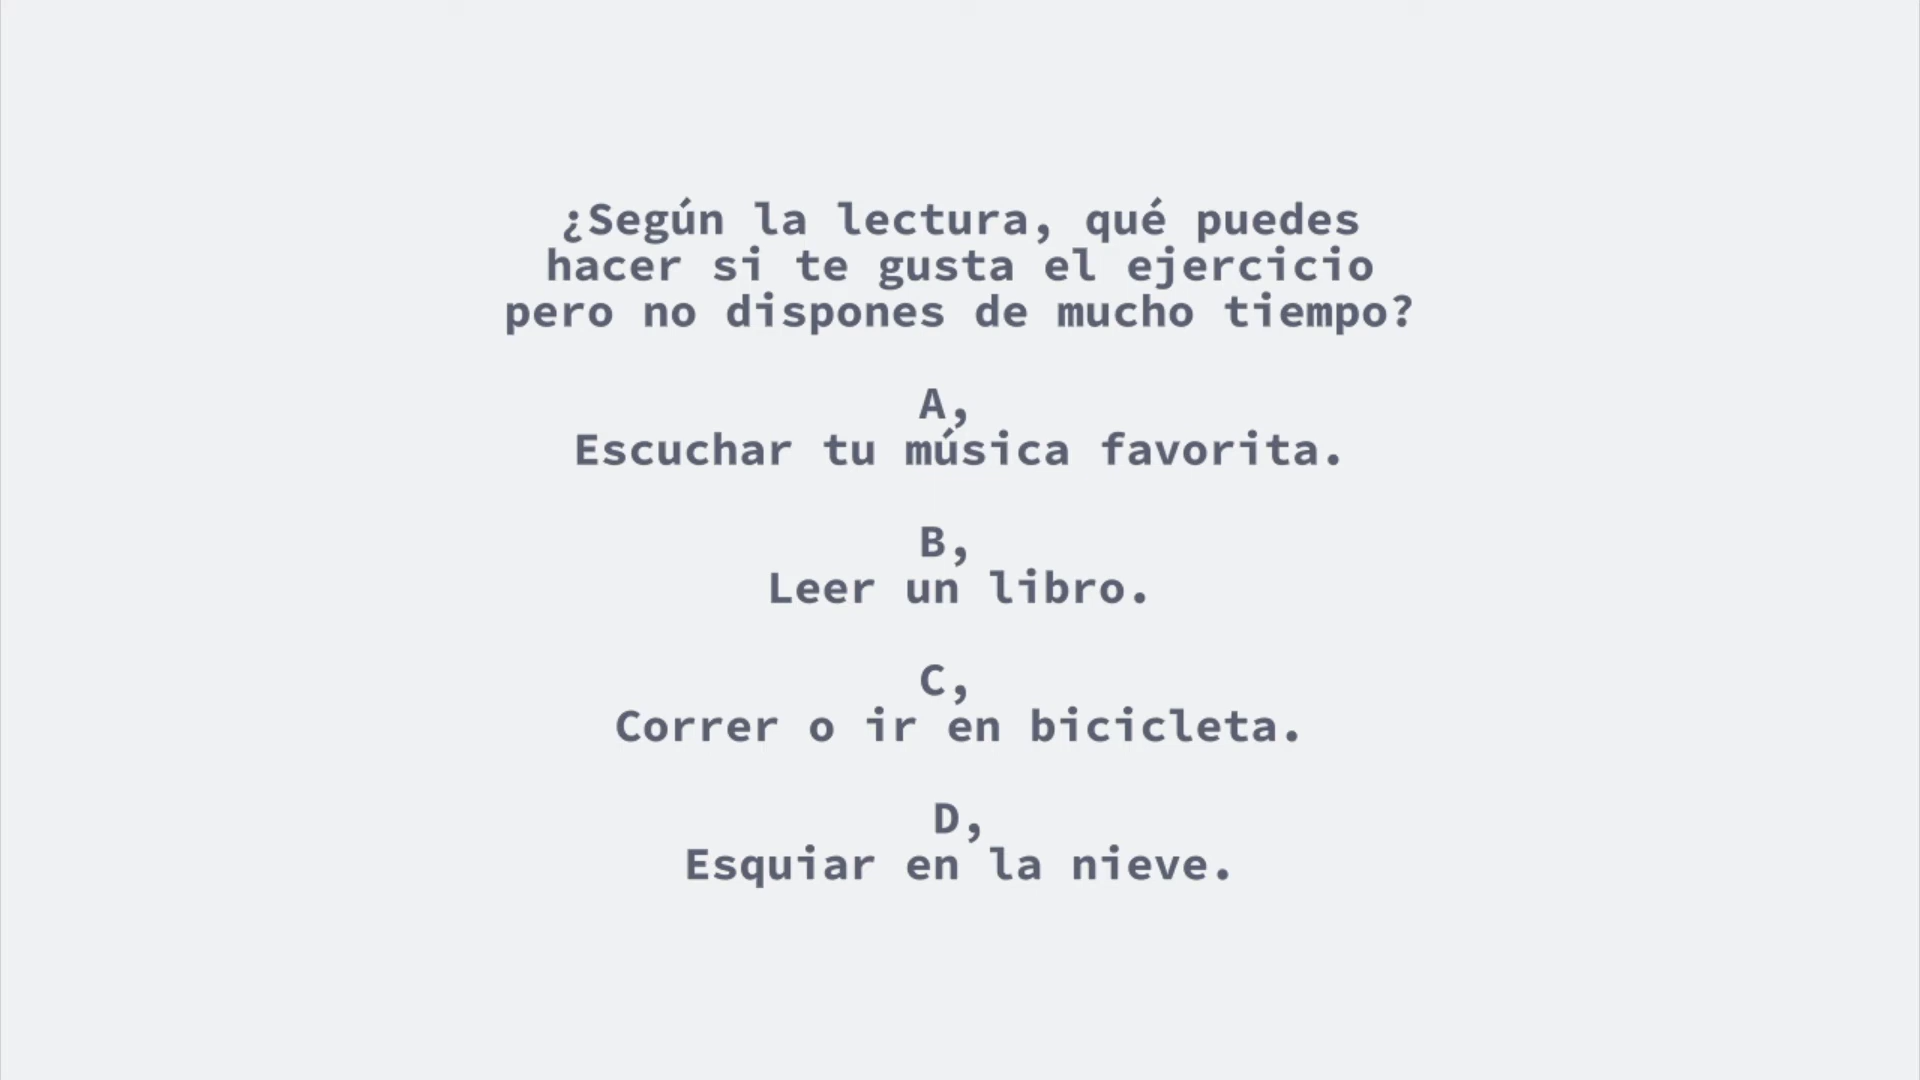 ¿Según la lectura, qué puedes
hacer si te gusta el ejercicio
pero no dispones de mucho tiempo?
A,
Escuchar tu música favorita.
B,
Leer un libro.
C,
Correr o ir en bicicleta.
D,
Esquiar en la nieve.